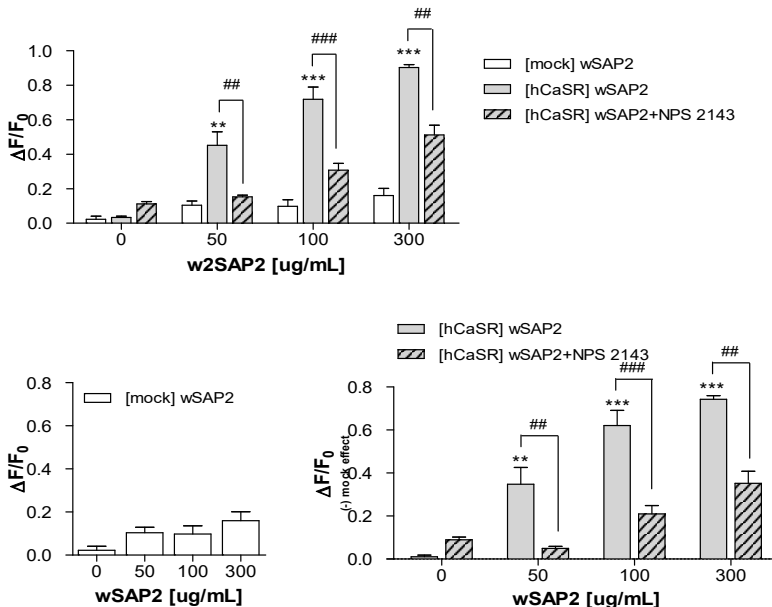 ##
###
##
1.0
0.8
0.6
0.4
0.2
0.0
ΔF/F0
**
***
***
[mock] wSAP2
[hCaSR] wSAP2
[hCaSR] wSAP2+NPS 2143
0 50 100 300
w2SAP2 [ug/mL]
0.8
0.6
0.4
0.2
0.0
ΔF/F0
[mock] wSAP2
0 50 100 300
wSAP2 [ug/mL]
[hCaSR] wSAP2
[hCaSR] wSAP2+NPS 2143
0.8
0.6
0.4
0.2
0.0
ΔF/F0
(-) mock effect
##
###
##
**
***
***
0 50 100 300
wSAP2 [ug/mL]